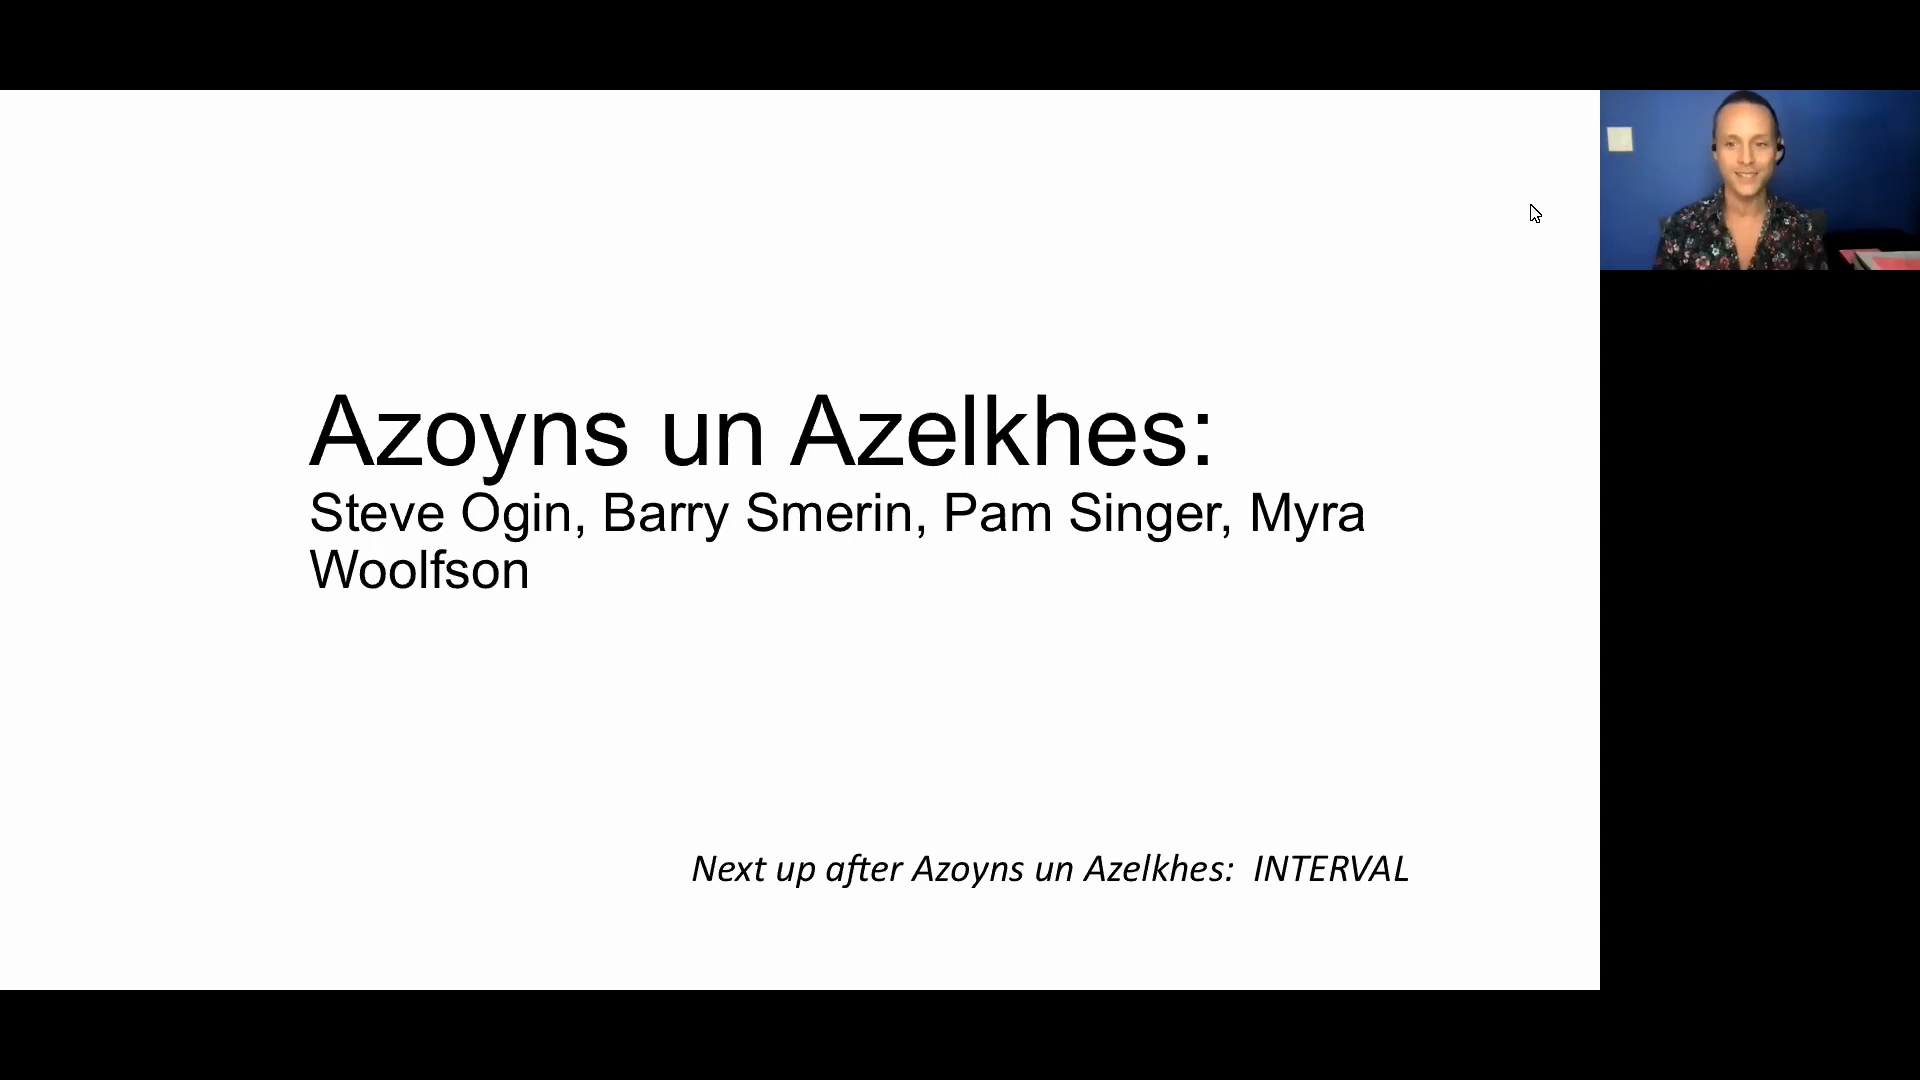 Azoyns un Azelkhes:
Steve Ogin, Barry Smerin, Pam Singer, Myra
Woolfson
Next up after Azoyns un Azelkhes:  INTERVAL